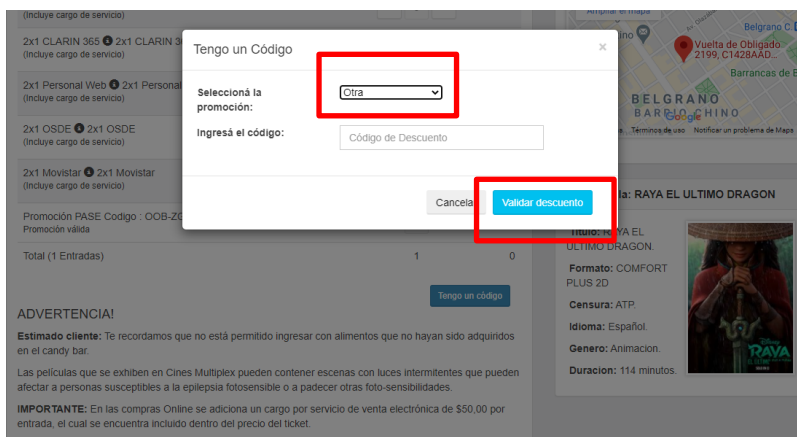 (Incluye cargo de servicio)
2x1 CLARIN 365 2x1 CLARIN 3
(Incluye cargo de servicio)
2x1 Personal Web 2x1 Personal
(Incluye cargo de servicio)
2x1 OSDE 2x1 OSDE
(Incluye cargo de servicio)
2x1 Movistar 2x1 Movistar
(Incluye cargo de servicio)
Promoción PASE Codigo : OOB-ZG
Promoción válida
Total (1 Entradas) 1 0
Tengo un código
ADVERTENCIA!
Estimado cliente: Te recordamos que no está permitido ingresar con alimentos que no hayan sido adquiridos
en el candy bar.
Las películas que se exhiben en Cines Multiplex pueden contener escenas con luces intermitentes que pueden
afectar a personas susceptibles a la epilepsia fotosensible o a padecer otras foto-sensibilidades.
IMPORTANTE: En las compras Online se adiciona un cargo por servicio de venta electrónica de $50,00 por
entrada, el cual se encuentra incluido dentro del precio del ticket.
Tengo un Código
×
Seleccioná la
promoción:
Otra
Ingresá el código:
Código de Descuento
Cancela
Validar descuento
Ampliar el mapa
Belgrano C
ino
Vuelta de Obligado
2199, C1428AAD...
Barrancas de B
BELGRANO
BARRIO CHINO
Google
Términos de uso Notificar un problema de Maps
la: RAYA EL ULTIMO DRAGON
Titulo: RAYA EL
ULTIMO DRAGON.
Formato: COMFORT
PLUS 2D
Censura: ATP.
Idioma: Español.
Genero: Animacion.
Duracion: 114 minutos.
Disney
RAYA